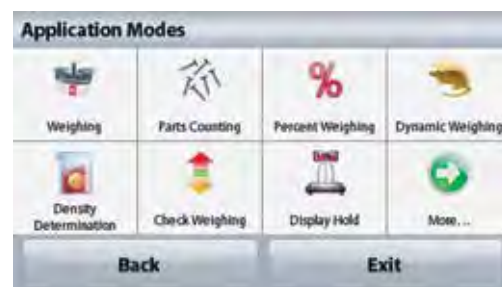 Application Modes
Weighing
Parts Counting
Percent Weighing
Dynamic Weighing
Density
Determination
Check Weighing
Display Hold
More...
Back
Exit